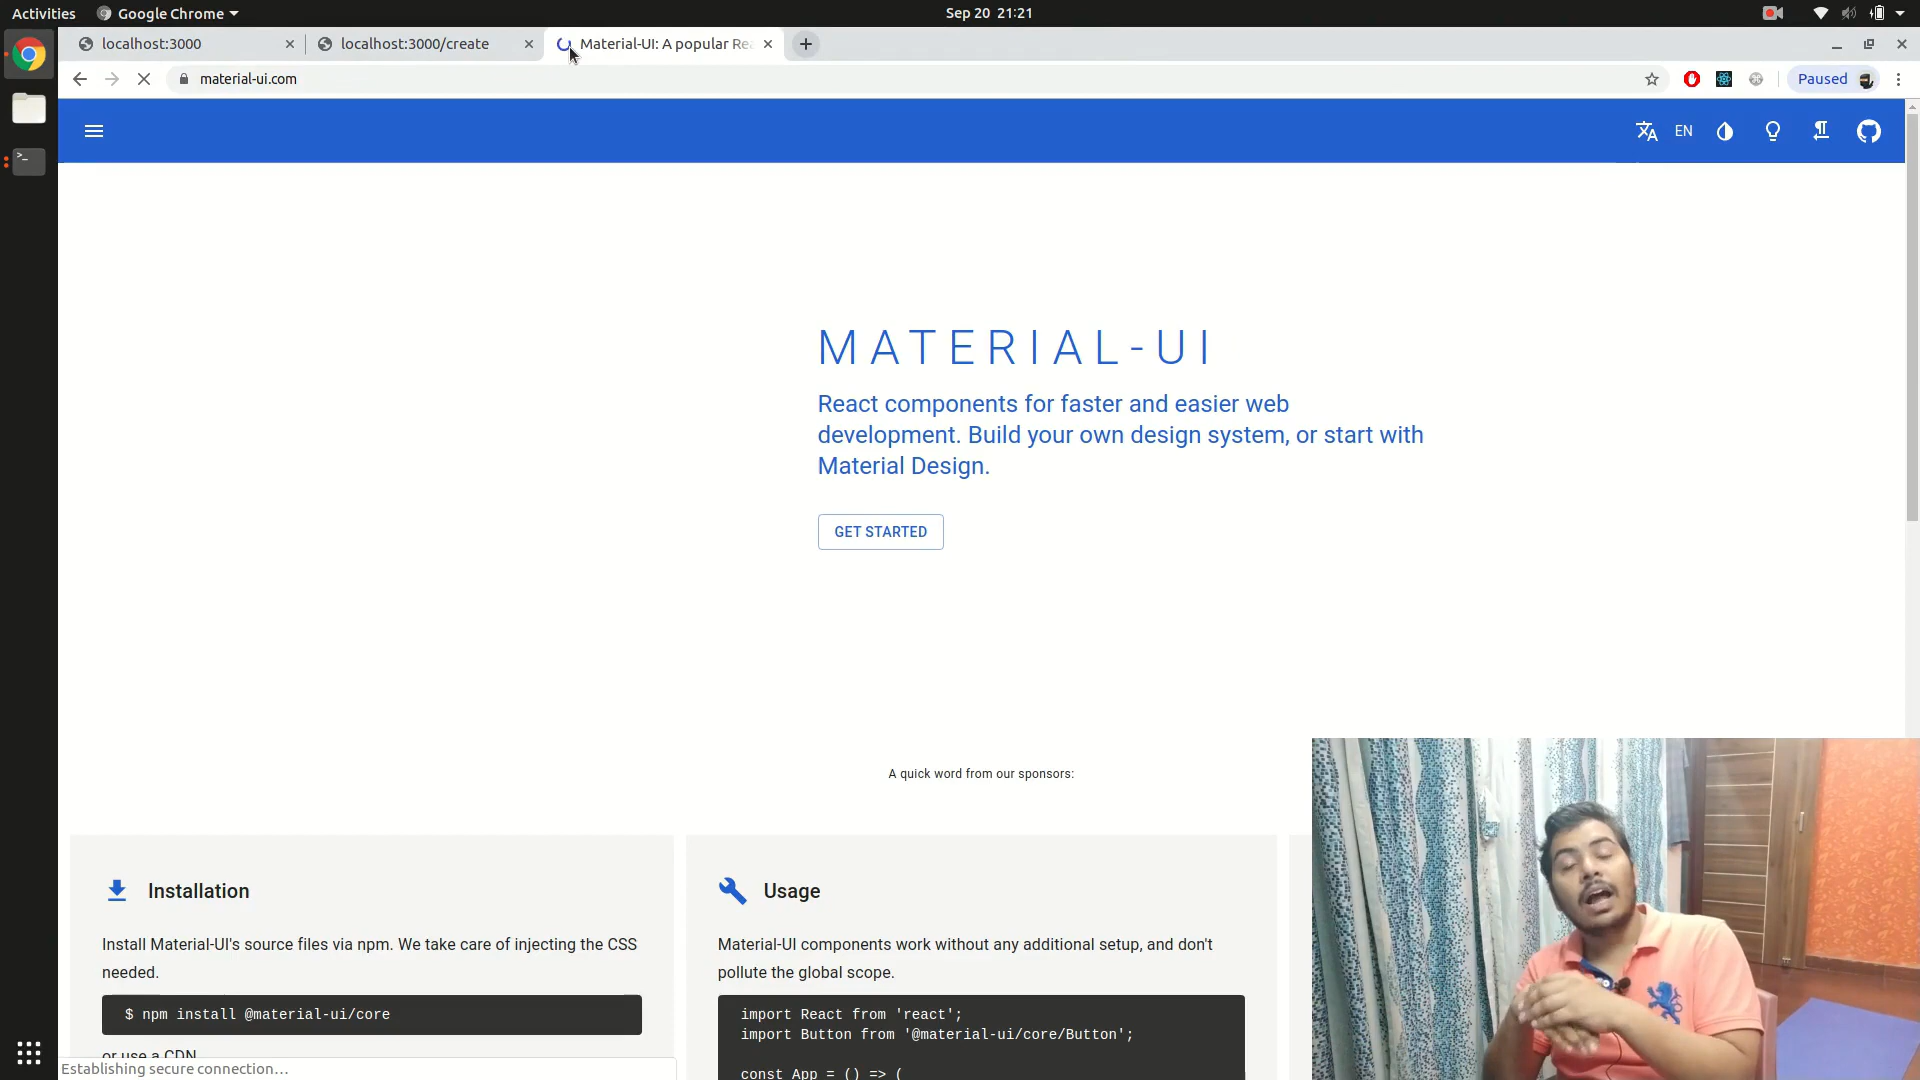 Activities
Google Chrome
Sep 20 21:21
localhost:3000
localhost:3000/create
Material-UI: A popular Rea
material-ui.com
Paused
EN
MATERIAL-UI
React components for faster and easier web
development. Build your own design system, or start with
Material Design.
GET STARTED
A quick word from our sponsors:
Installation
Install Material-UI's source files via npm. We take care of injecting the CSS
needed.
$ npm install @material-ui/core
or use a CDN
Usage
Material-UI components work without any additional setup, and don't
pollute the global scope.
import React from 'react';
import Button from '@material-ui/core/Button';
const App = () => (
Establishing secure connection...